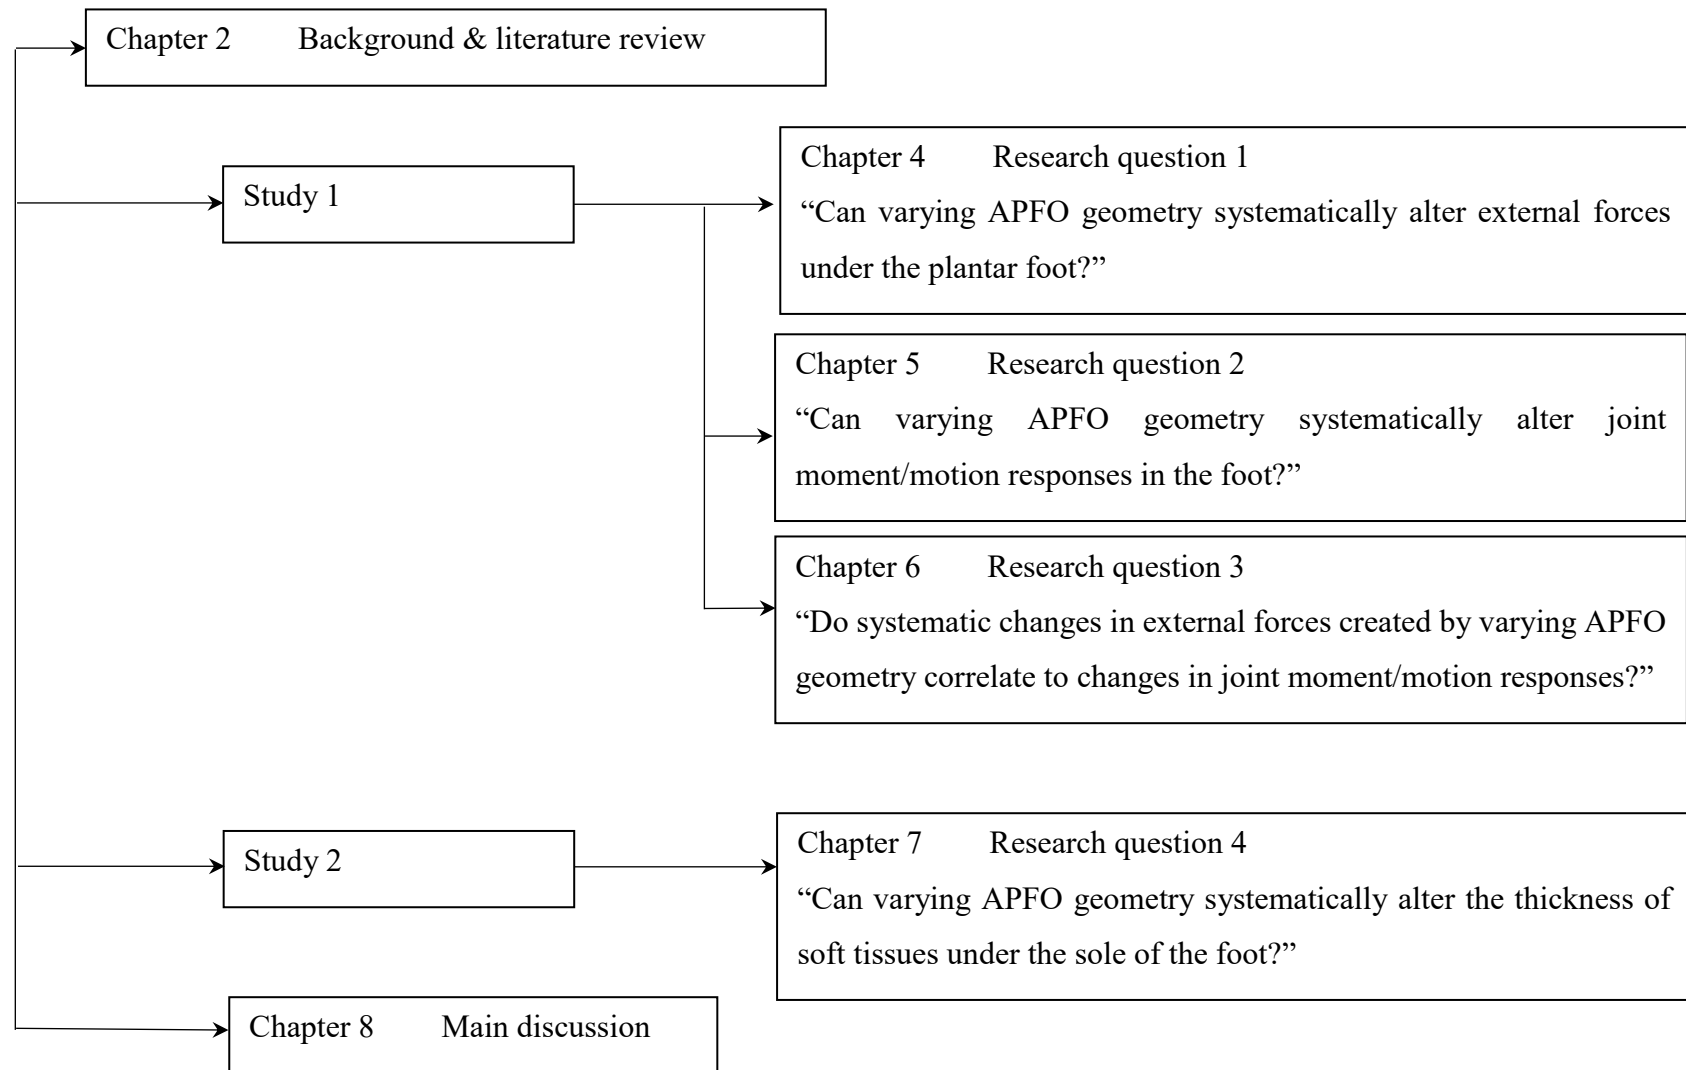 Chapter 2 Background & literature review
Study 1
Chapter 4 Research question 1
“Can varying APFO geometry systematically alter external forces
under the plantar foot?”
Chapter 5 Research question 2
“Can varying APFO geometry systematically alter joint
moment/motion responses in the foot?”
Chapter 6 Research question 3
“Do systematic changes in external forces created by varying APFO
geometry correlate to changes in joint moment/motion responses?”
Study 2
Chapter 7 Research question 4
“Can varying APFO geometry systematically alter the thickness of
soft tissues under the sole of the foot?”
Chapter 8 Main discussion